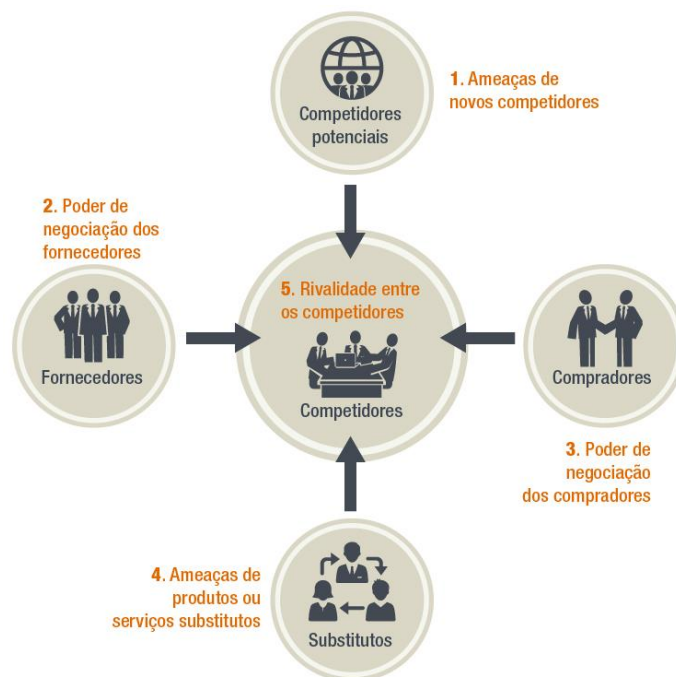 Competidores
potenciais
1. Ameaças de
novos competidores
2. Poder de
negociação dos
fornecedores
Fornecedores
5. Rivalidade entre
os competidores
Competidores
Compradores
3. Poder de
negociação
dos compradores
4. Ameaças de
produtos ou
serviços substitutos
Substitutos